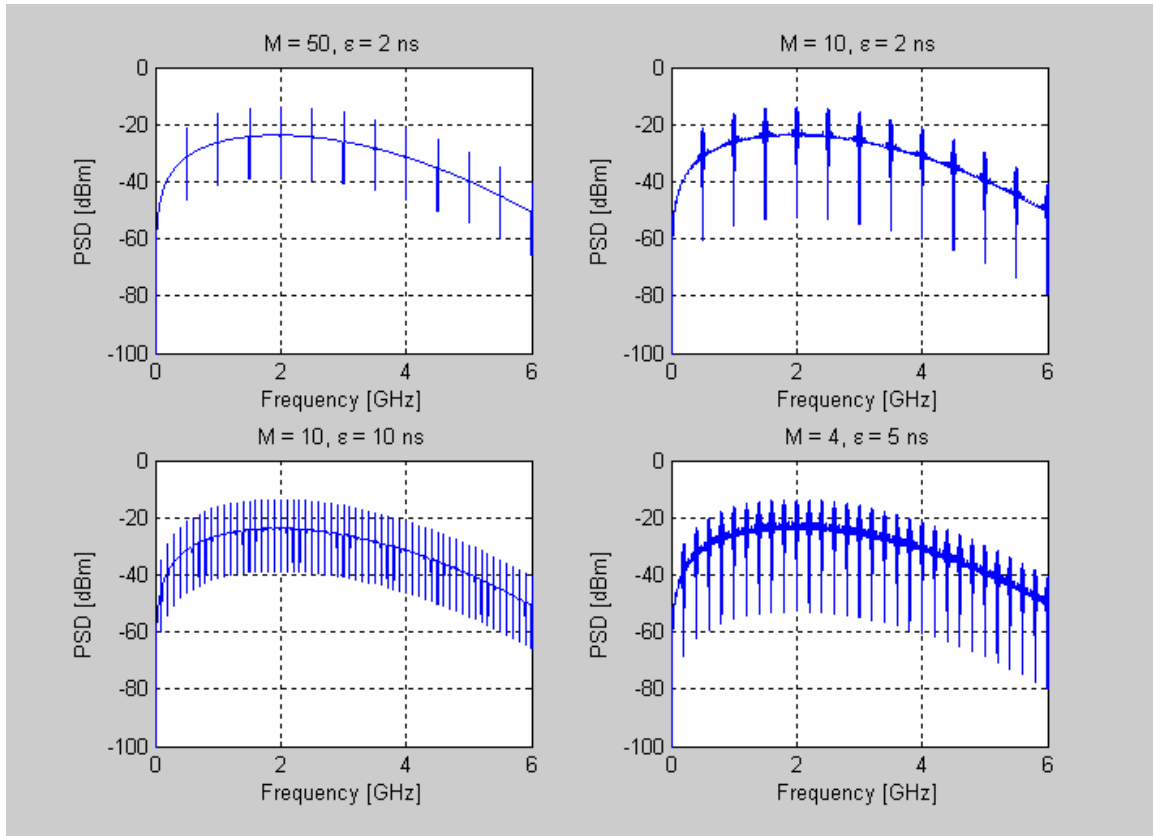 M = 50, ε = 2 ns
0
-20
-40
-60
-80
-100
PSD [dBm]
0 2 4 6
Frequency [GHz]
M = 10, ε = 2 ns
0
-20
-40
-60
-80
-100
PSD [dBm]
0 2 4 6
Frequency [GHz]
M = 10, ε = 10 ns
0
-20
-40
-60
-80
-100
PSD [dBm]
0 2 4 6
Frequency [GHz]
M = 4, ε = 5 ns
0
-20
-40
-60
-80
-100
PSD [dBm]
0 2 4 6
Frequency [GHz]